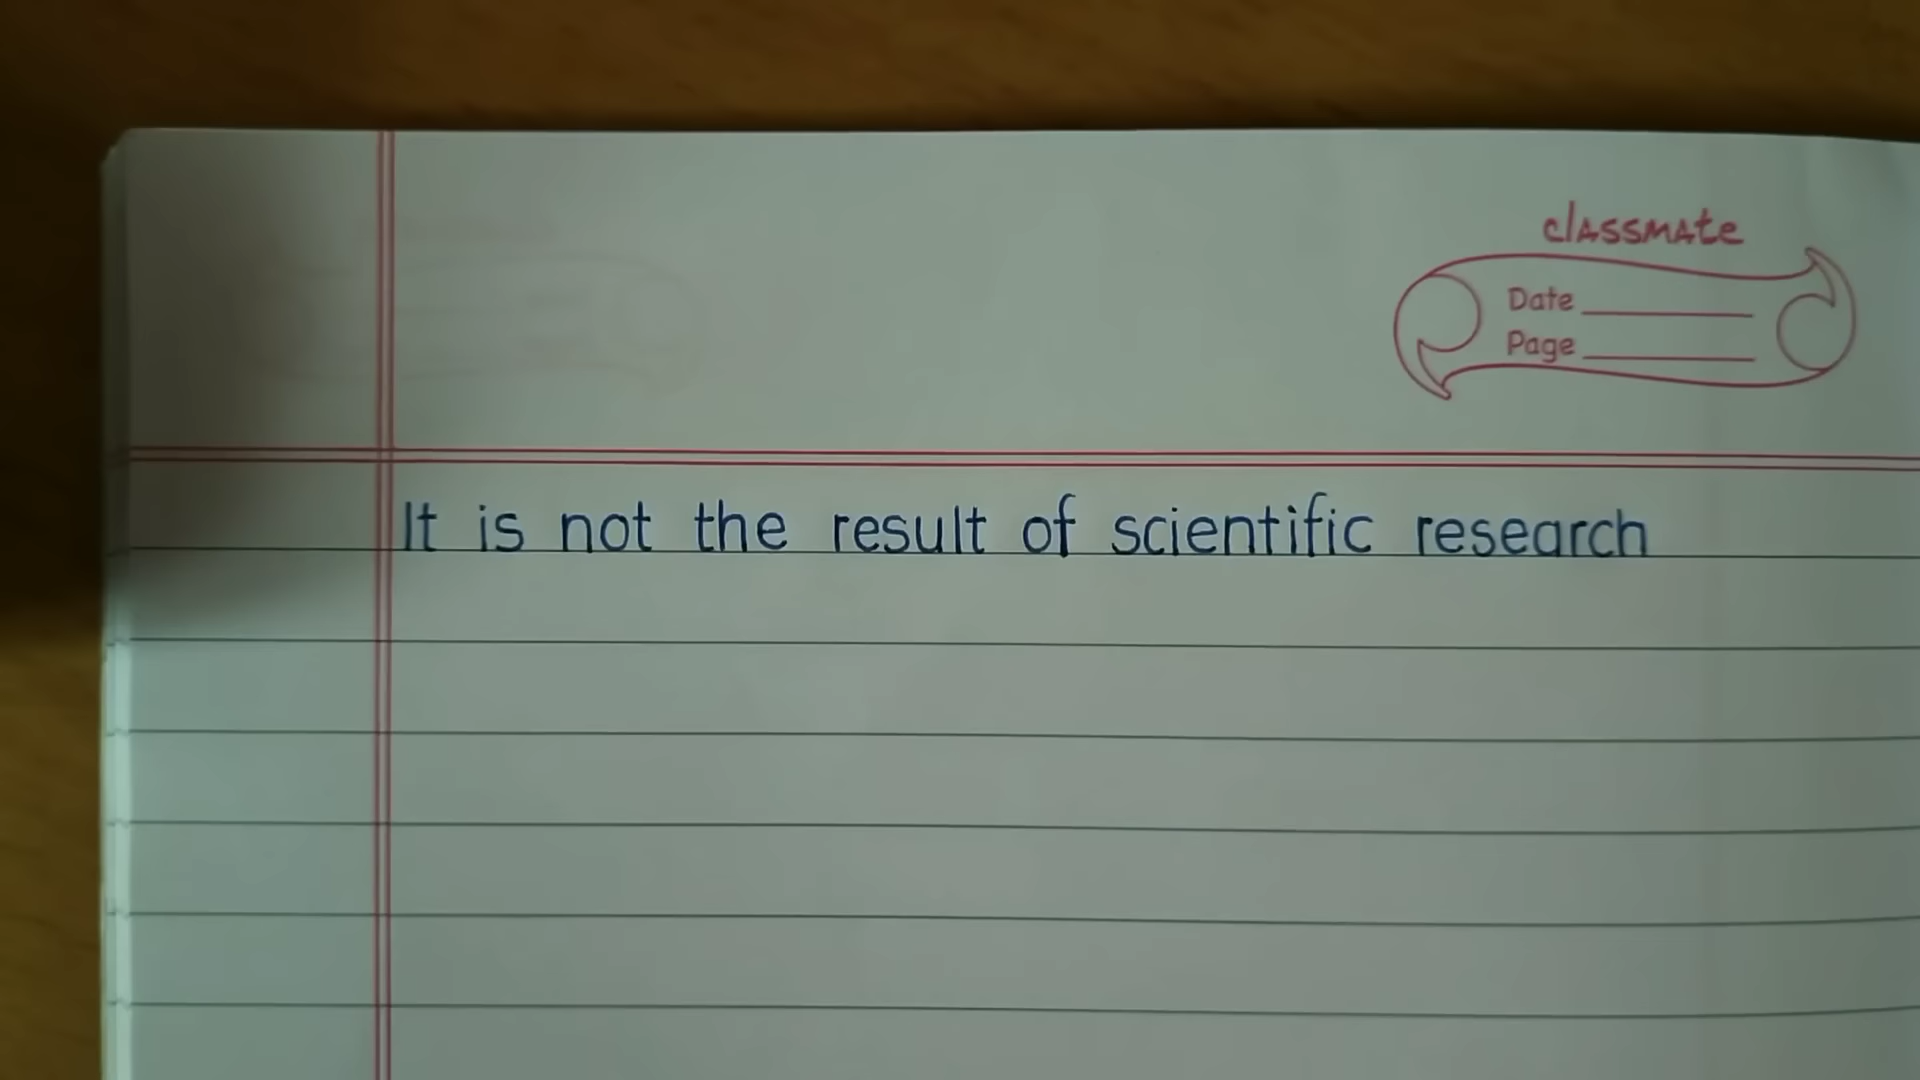 classmate
Date
Page
It is not the result of scientific research